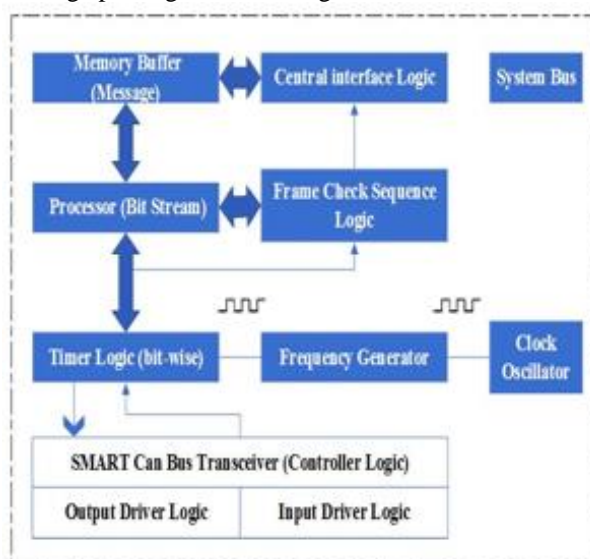 Memory Buffer
(Message)
Central interface Logic
System Bus
Processor (Bit Stream)
Frame Check Sequence
Logic
Timer Logic (bit-wise)
Frequency Generator
Clock
Oscillator
SMART Can Bus Transceiver (Controller Logic)
Output Driver Logic
Input Driver Logic